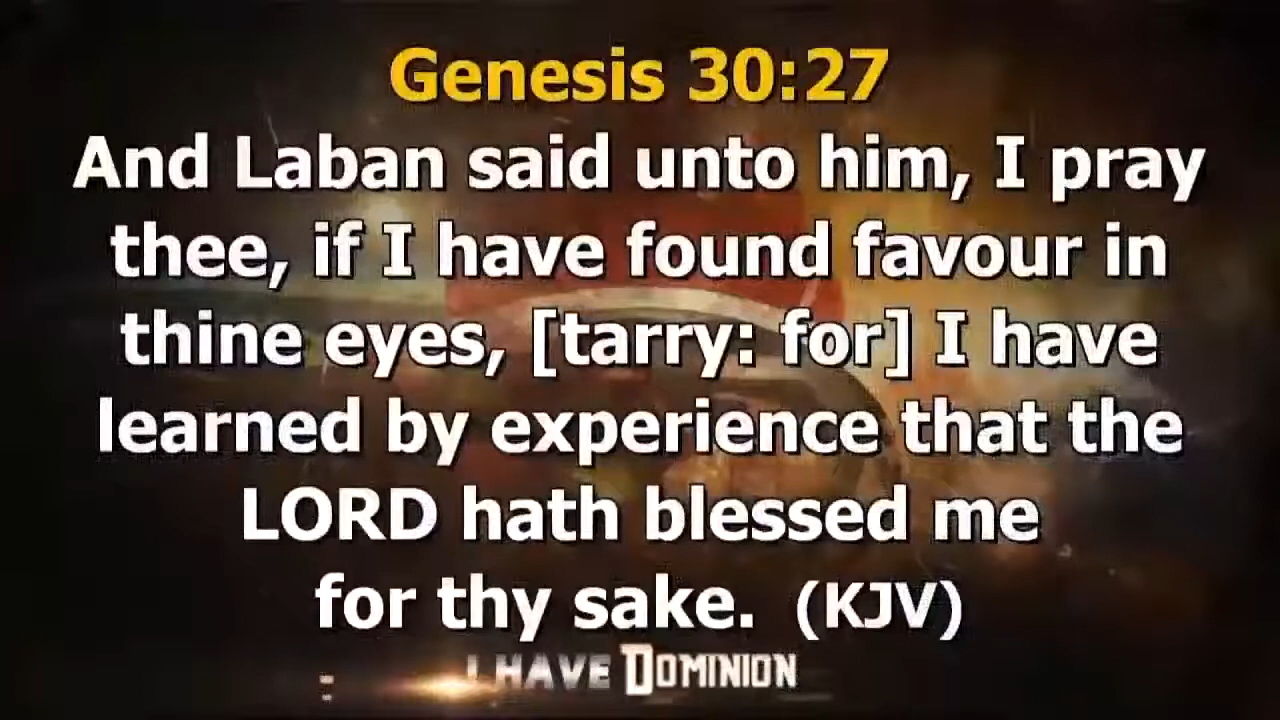 Genesis 30:27
And Laban said unto him, I pray
thee, if I have found favour in
thine eyes, [tarry: for] I have
learned by experience that the
LORD hath blessed me
for thy sake. (KJV)
I HAVE DOMINION